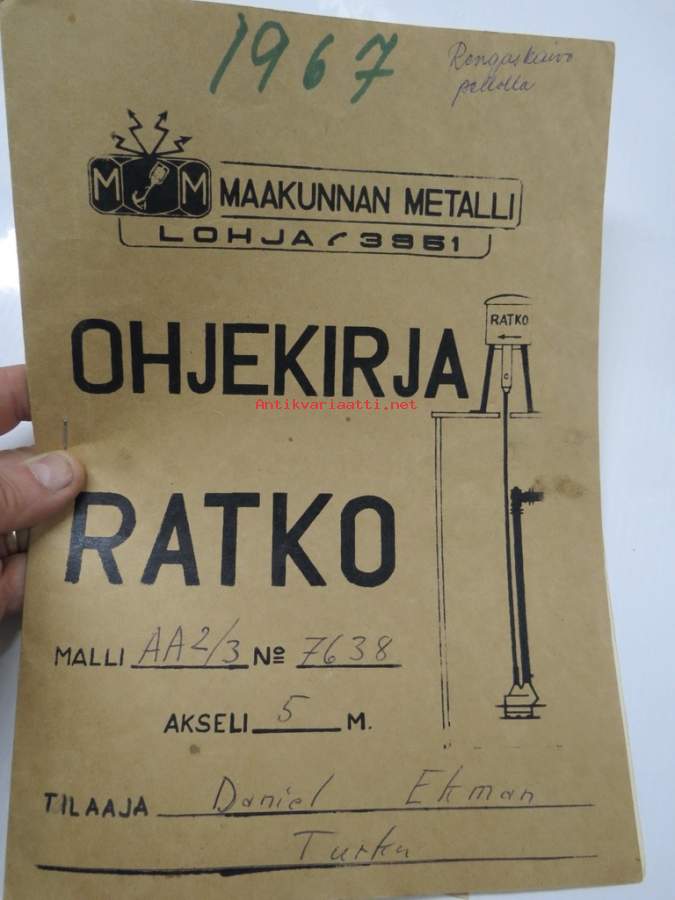 1967
Rengaskaivo
pellolla
M M MAAKUNNAN METALLI
LOHJA 3951
OHJEKIRJA
RATKO
Antikvariaatti.net
RATKO
MALLI AA2/3 No 7638
AKSELI 5 M.
TILAAJA Daniel Ekman
Turku